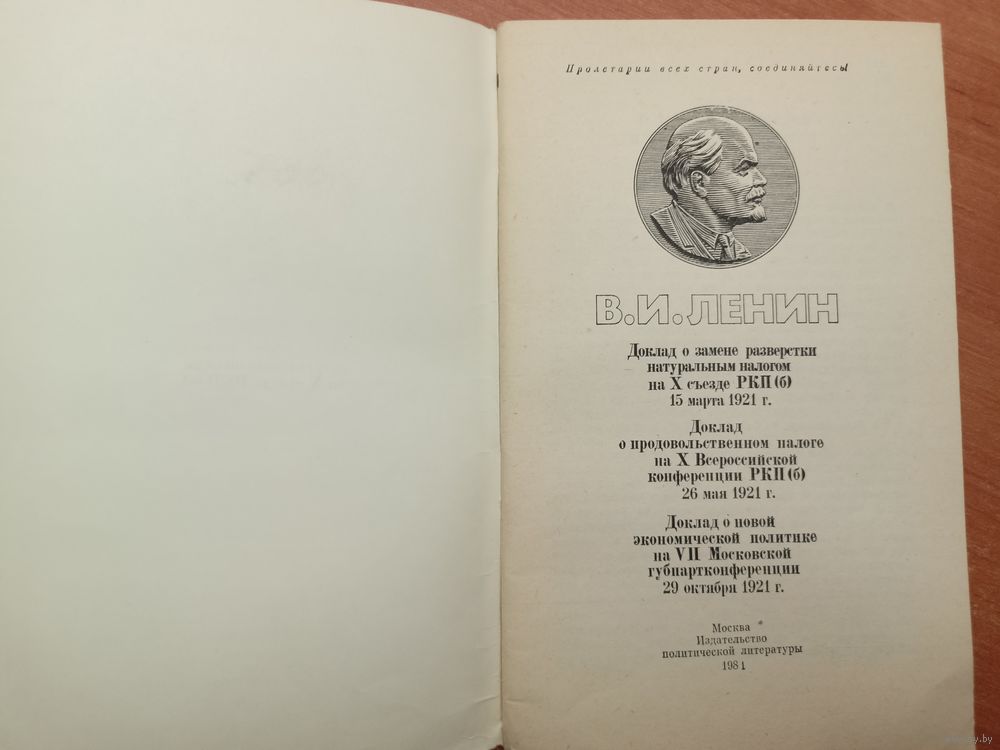 Пролетарии всех стран, соединяйтесь!
В.И.ЛЕНИН
Доклад о замене разверстки
натуральным налогом
на X съезде РКП(б)
15 марта 1921 г.
Доклад
о продовольственном налоге
на X Всероссийской
конференции РКП(б)
26 мая 1921 г.
Доклад о новой
экономической политике
на VII Московской
губпартконференции
29 октября 1921 г.
Москва
Издательство
политической литературы
1981